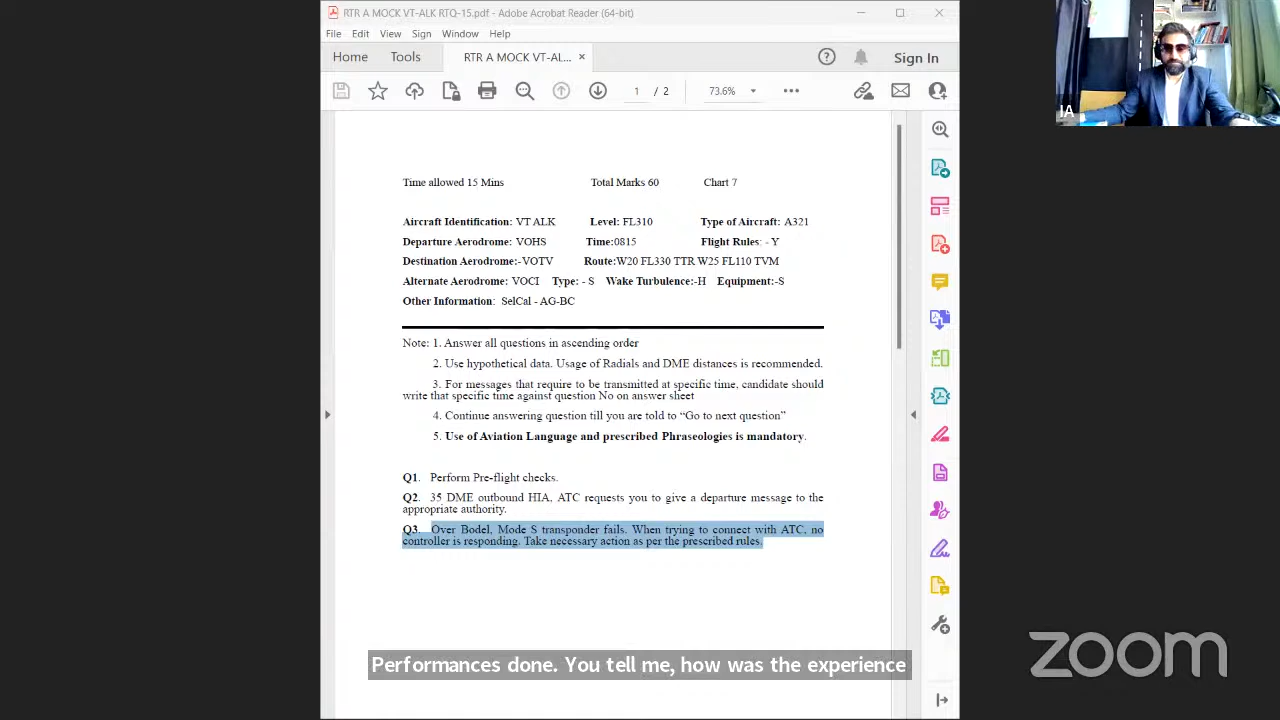 RTR A MOCK VT-ALK RTQ-15.pdf - Adobe Acrobat Reader (64-bit)
File Edit View Sign Window Help
Home Tools RTR A MOCK VT-AL... × Sign In
1 / 2 73.6%
IA
Time allowed 15 Mins Total Marks 60 Chart 7
Aircraft Identification: VT ALK Level: FL310 Type of Aircraft: A321
Departure Aerodrome: VOHS Time:0815 Flight Rules: - Y
Destination Aerodrome:-VOTV Route:W20 FL330 TTR W25 FL110 TVM
Alternate Aerodrome: VOCI Type: - S Wake Turbulence:-H Equipment:-S
Other Information: SelCal - AG-BC
Note: 1. Answer all questions in ascending order
2. Use hypothetical data. Usage of Radials and DME distances is recommended.
3. For messages that require to be transmitted at specific time, candidate should
write that specific time against question No on answer sheet
4. Continue answering question till you are told to “Go to next question”
5. Use of Aviation Language and prescribed Phraseologies is mandatory.
Q1. Perform Pre-flight checks.
Q2. 35 DME outbound HIA, ATC requests you to give a departure message to the
appropriate authority.
Q3. Over Bodel, Mode S transponder fails. When trying to connect with ATC, no
controller is responding. Take necessary action as per the prescribed rules.
Performances done. You tell me, how was the experience
zoom